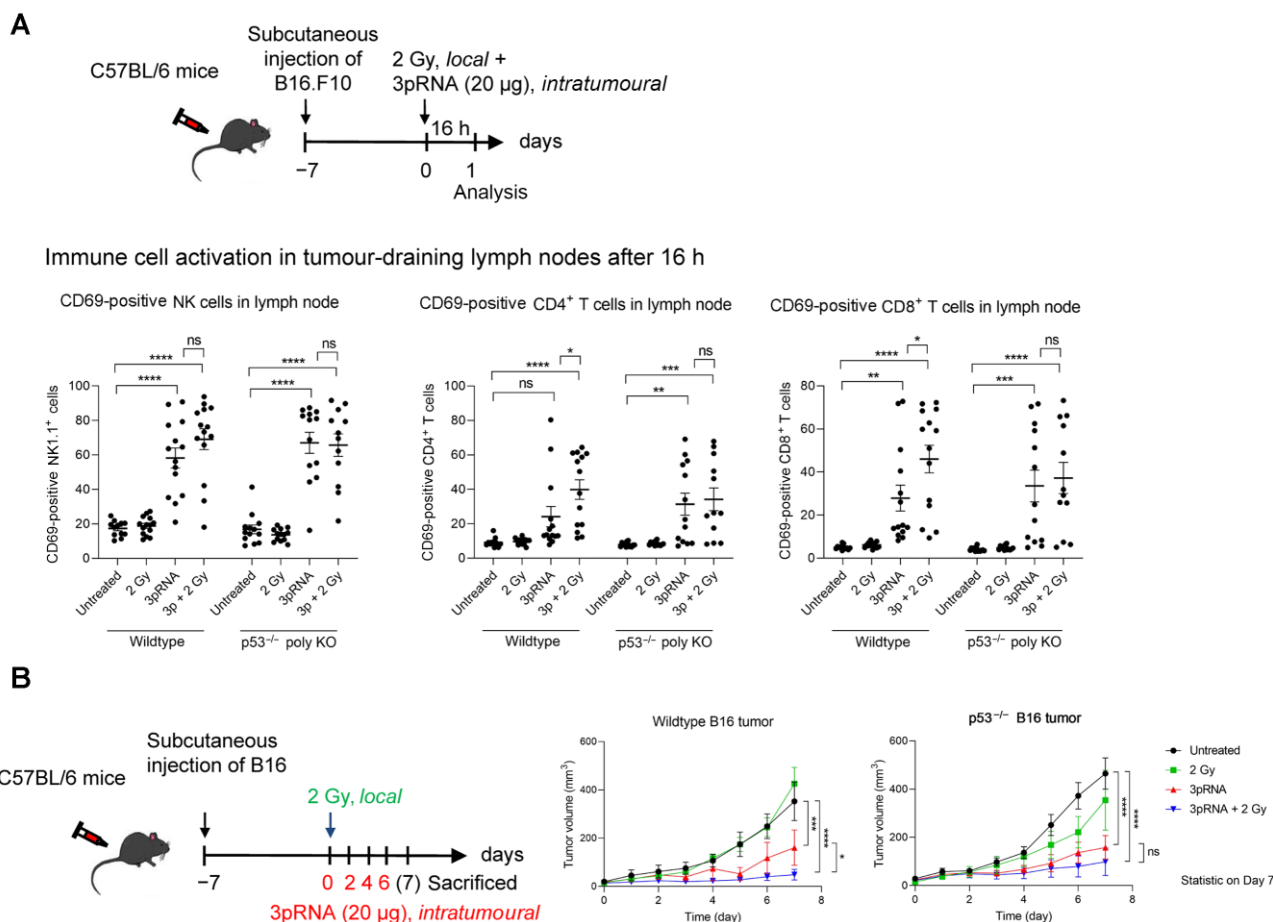 A
Subcutaneous
injection of
B16.F10
2 Gy, local +
3pRNA (20 µg), intratumoural
C57BL/6 mice
16 h
days
−7
0
1
Analysis
Immune cell activation in tumour-draining lymph nodes after 16 h
CD69-positive NK cells in lymph node
CD69-positive NK1.1+ cells
100
80
60
40
20
0
****
****
ns
****
****
ns
Untreated
2 Gy
3pRNA
3p + 2 Gy
Untreated
2 Gy
3pRNA
3p + 2 Gy
Wildtype
p53−/− poly KO
CD69-positive CD4+ T cells in lymph node
CD69-positive CD4+ T cells
100
80
60
40
20
0
****
ns
*
***
**
ns
Untreated
2 Gy
3pRNA
3p + 2 Gy
Untreated
2 Gy
3pRNA
3p + 2 Gy
Wildtype
p53−/− poly KO
CD69-positive CD8+ T cells in lymph node
CD69-positive CD8+ T cells
80
60
40
20
0
****
**
*
****
***
ns
Untreated
2 Gy
3pRNA
3p + 2 Gy
Untreated
2 Gy
3pRNA
3p + 2 Gy
Wildtype
p53−/− poly KO
B
Subcutaneous
injection of B16
C57BL/6 mice
2 Gy, local
days
−7
0 2 4 6 (7) Sacrificed
3pRNA (20 µg), intratumoural
Wildtype B16 tumor
Tumor volume (mm3)
600
400
200
0
0 2 4 6 8
Time (day)
***
****
*
p53−/− B16 tumor
Tumor volume (mm3)
600
400
200
0
0 2 4 6 8
Time (day)
****
****
ns
Untreated
2 Gy
3pRNA
3pRNA + 2 Gy
Statistic on Day 7